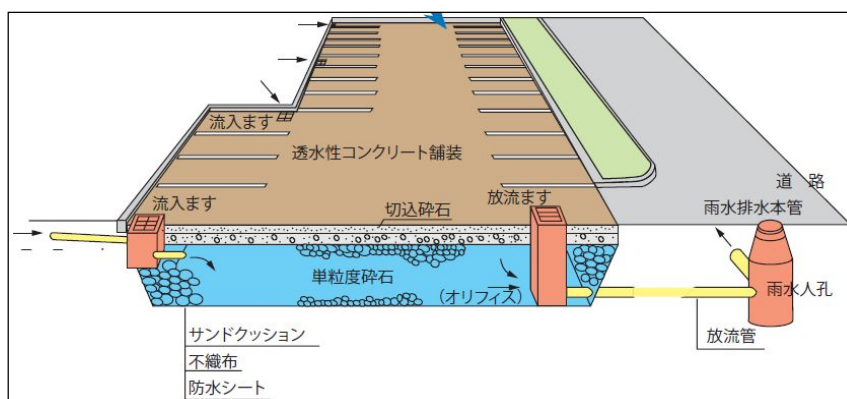 流入ます
透水性コンクリート舗装
道 路
流入ます
放流ます
切込砕石
雨水排水本管
単粒度砕石
(オリフィス)
雨水人孔
サンドクッション
不織布
防水シート
放流管